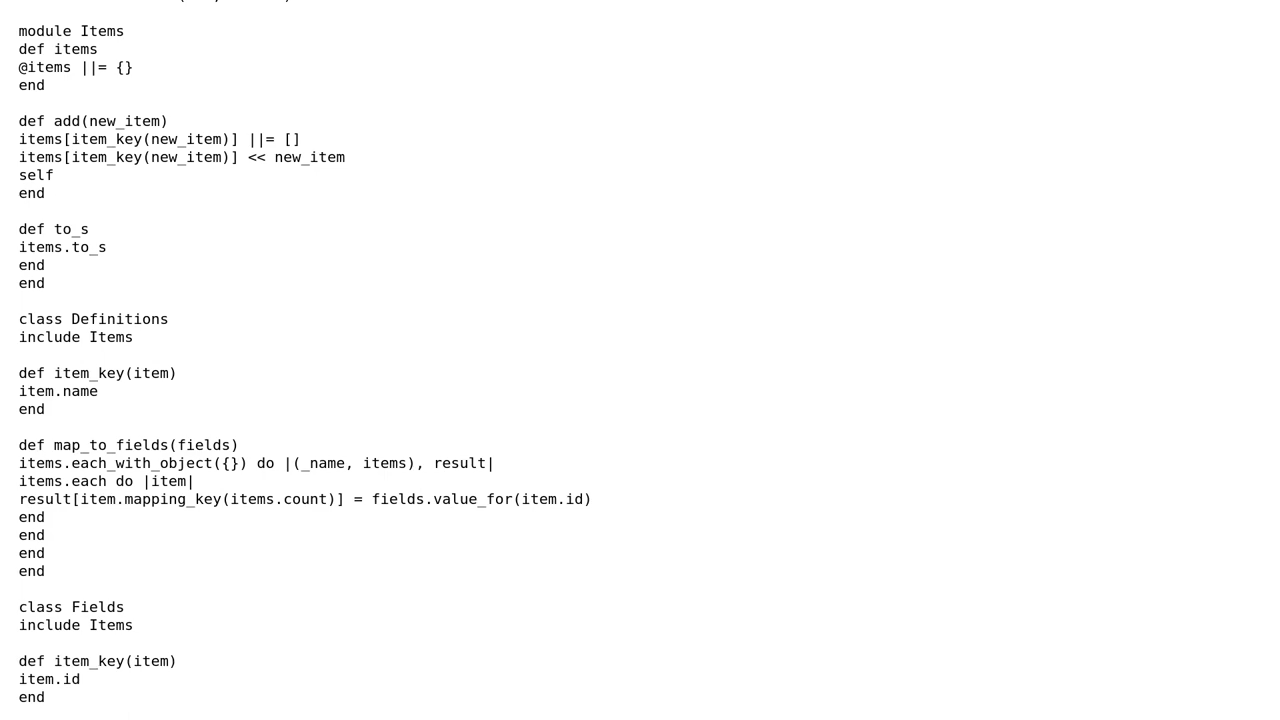 module Items
def items
@items ||= {}
end

def add(new_item)
items[item_key(new_item)] ||= []
items[item_key(new_item)] << new_item
self
end

def to_s
items.to_s
end
end

class Definitions
include Items

def item_key(item)
item.name
end

def map_to_fields(fields)
items.each_with_object({}) do |(_name, items), result|
items.each do |item|
result[item.mapping_key(items.count)] = fields.value_for(item.id)
end
end
end
end

class Fields
include Items

def item_key(item)
item.id
end